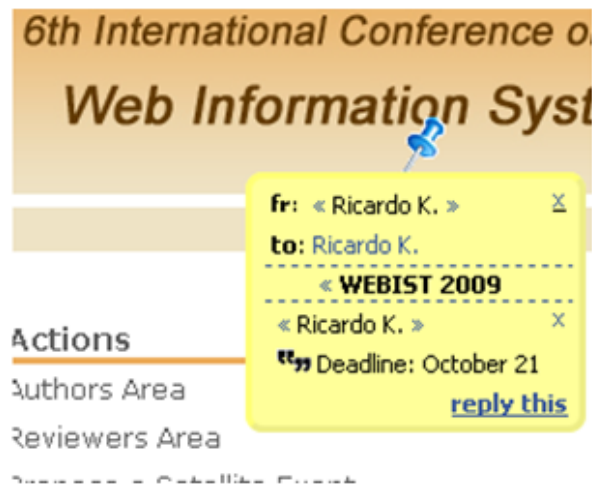 6th International Conference o
Web Information Syst
fr: « Ricardo K. » x
to: Ricardo K.
« WEBIST 2009
« Ricardo K. » x
❝❞ Deadline: October 21
reply this
Actions
Authors Area
Reviewers Area